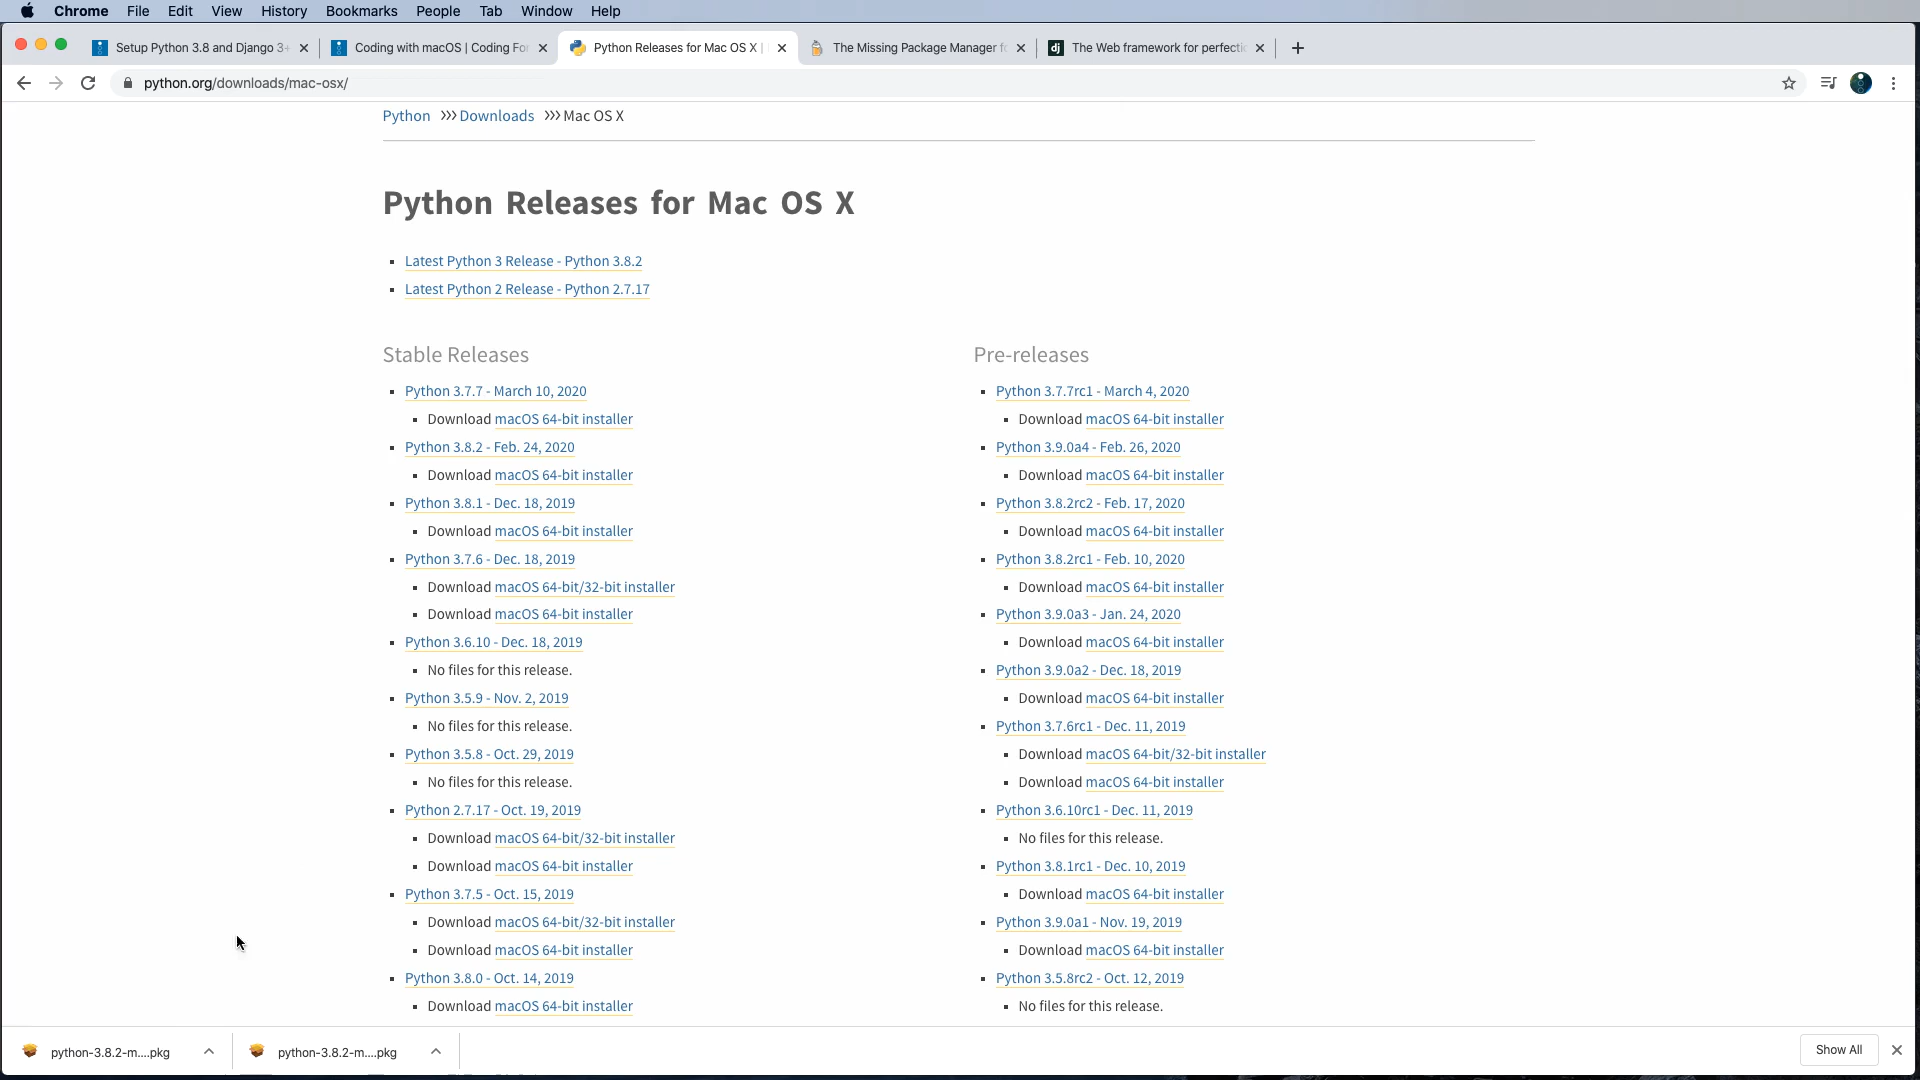 Chrome File Edit View History Bookmarks People Tab Window Help
Setup Python 3.8 and Django 3+
Coding with macOS | Coding For
Python Releases for Mac OS X |
The Missing Package Manager f
The Web framework for perfecti
python.org/downloads/mac-osx/
Python >>> Downloads >>> Mac OS X
Python Releases for Mac OS X
Latest Python 3 Release - Python 3.8.2
Latest Python 2 Release - Python 2.7.17
Stable Releases
Python 3.7.7 - March 10, 2020
Download macOS 64-bit installer
Python 3.8.2 - Feb. 24, 2020
Download macOS 64-bit installer
Python 3.8.1 - Dec. 18, 2019
Download macOS 64-bit installer
Python 3.7.6 - Dec. 18, 2019
Download macOS 64-bit/32-bit installer
Download macOS 64-bit installer
Python 3.6.10 - Dec. 18, 2019
No files for this release.
Python 3.5.9 - Nov. 2, 2019
No files for this release.
Python 3.5.8 - Oct. 29, 2019
No files for this release.
Python 2.7.17 - Oct. 19, 2019
Download macOS 64-bit/32-bit installer
Download macOS 64-bit installer
Python 3.7.5 - Oct. 15, 2019
Download macOS 64-bit/32-bit installer
Download macOS 64-bit installer
Python 3.8.0 - Oct. 14, 2019
Download macOS 64-bit installer
Pre-releases
Python 3.7.7rc1 - March 4, 2020
Download macOS 64-bit installer
Python 3.9.0a4 - Feb. 26, 2020
Download macOS 64-bit installer
Python 3.8.2rc2 - Feb. 17, 2020
Download macOS 64-bit installer
Python 3.8.2rc1 - Feb. 10, 2020
Download macOS 64-bit installer
Python 3.9.0a3 - Jan. 24, 2020
Download macOS 64-bit installer
Python 3.9.0a2 - Dec. 18, 2019
Download macOS 64-bit installer
Python 3.7.6rc1 - Dec. 11, 2019
Download macOS 64-bit/32-bit installer
Download macOS 64-bit installer
Python 3.6.10rc1 - Dec. 11, 2019
No files for this release.
Python 3.8.1rc1 - Dec. 10, 2019
Download macOS 64-bit installer
Python 3.9.0a1 - Nov. 19, 2019
Download macOS 64-bit installer
Python 3.5.8rc2 - Oct. 12, 2019
No files for this release.
python-3.8.2-m....pkg
python-3.8.2-m....pkg
Show All